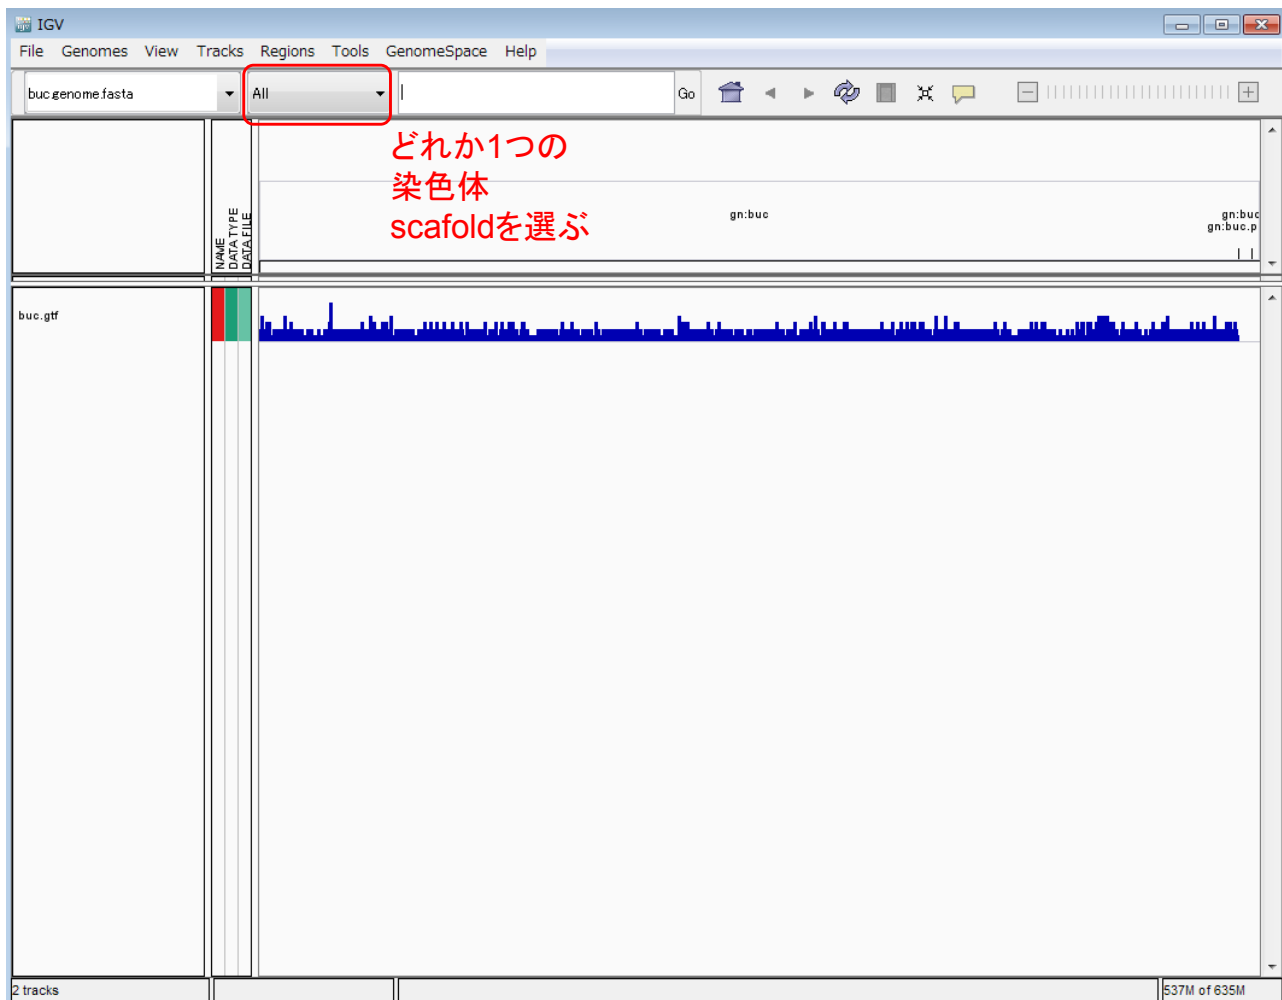 IGV
File Genomes View Tracks Regions Tools GenomeSpace Help
buc.genome.fasta All Go
どれか1つの
染色体
scafoldを選ぶ
NAME
DATA TYPE
DATA FILE
gn:buc gn:buc
gn:buc.p
buc.gtf
2 tracks 537M of 635M